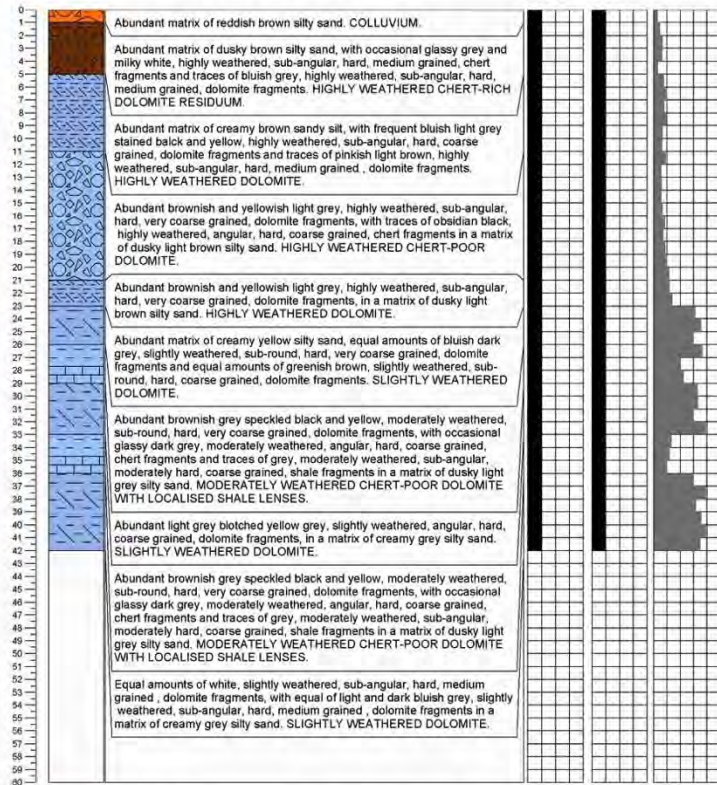 0
1
2
3
4
5
6
7
8
9
10
11
12
13
14
15
16
17
18
19
20
21
22
23
24
25
26
27
28
29
30
31
32
33
34
35
36
37
38
39
40
41
42
43
44
45
46
47
48
49
50
51
52
53
54
55
56
57
58
59
60
Abundant matrix of reddish brown silty sand. COLLUVIUM.
Abundant matrix of dusky brown silty sand, with occasional glassy grey and
milky white, highly weathered, sub-angular, hard, medium grained, chert
fragments and traces of bluish grey, highly weathered, sub-angular, hard,
medium grained, dolomite fragments. HIGHLY WEATHERED CHERT-RICH
DOLOMITE RESIDUUM.
Abundant matrix of creamy brown sandy silt, with frequent bluish light grey
stained balck and yellow, highly weathered, sub-angular, hard, coarse
grained, dolomite fragments and traces of pinkish light brown, highly
weathered, sub-angular, hard, medium grained , dolomite fragments.
HIGHLY WEATHERED DOLOMITE.
Abundant brownish and yellowish light grey, highly weathered, sub-angular,
hard, very coarse grained, dolomite fragments, with traces of obsidian black,
highly weathered, angular, hard, coarse grained, chert fragments in a matrix
of dusky light brown silty sand. HIGHLY WEATHERED CHERT-POOR
DOLOMITE.
Abundant brownish and yellowish light grey, highly weathered, sub-angular,
hard, very coarse grained, dolomite fragments, in a matrix of dusky light
brown silty sand. HIGHLY WEATHERED DOLOMITE.
Abundant matrix of creamy yellow silty sand, equal amounts of bluish dark
grey, slightly weathered, sub-round, hard, very coarse grained, dolomite
fragments and equal amounts of greenish brown, slightly weathered, sub-
round, hard, coarse grained, dolomite fragments. SLIGHTLY WEATHERED
DOLOMITE.
Abundant brownish grey speckled black and yellow, moderately weathered,
sub-round, hard, very coarse grained, dolomite fragments, with occasional
glassy dark grey, moderately weathered, angular, hard, coarse grained,
chert fragments and traces of grey, moderately weathered, sub-angular,
moderately hard, coarse grained, shale fragments in a matrix of dusky light
grey silty sand. MODERATELY WEATHERED CHERT-POOR DOLOMITE
WITH LOCALISED SHALE LENSES.
Abundant light grey blotched yellow grey, slightly weathered, angular, hard,
coarse grained, dolomite fragments, in a matrix of creamy grey silty sand.
SLIGHTLY WEATHERED DOLOMITE.
Abundant brownish grey speckled black and yellow, moderately weathered,
sub-round, hard, very coarse grained, dolomite fragments, with occasional
glassy dark grey, moderately weathered, angular, hard, coarse grained,
chert fragments and traces of grey, moderately weathered, sub-angular,
moderately hard, coarse grained, shale fragments in a matrix of dusky light
grey silty sand. MODERATELY WEATHERED CHERT-POOR DOLOMITE
WITH LOCALISED SHALE LENSES.
Equal amounts of white, slightly weathered, sub-angular, hard, medium
grained , dolomite fragments, with equal of light and dark bluish grey, slightly
weathered, sub-angular, hard, medium grained , dolomite fragments in a
matrix of creamy grey silty sand. SLIGHTLY WEATHERED DOLOMITE.